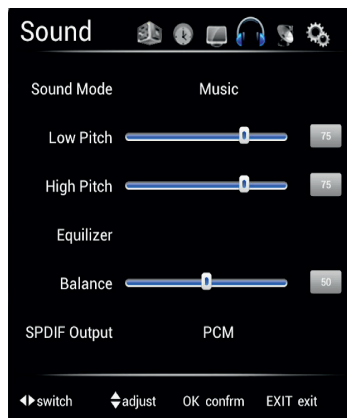 Sound
Sound Mode Music
Low Pitch 75
High Pitch 75
Equilizer
Balance 50
SPDIF Output PCM
switch adjust OK confrm EXIT exit